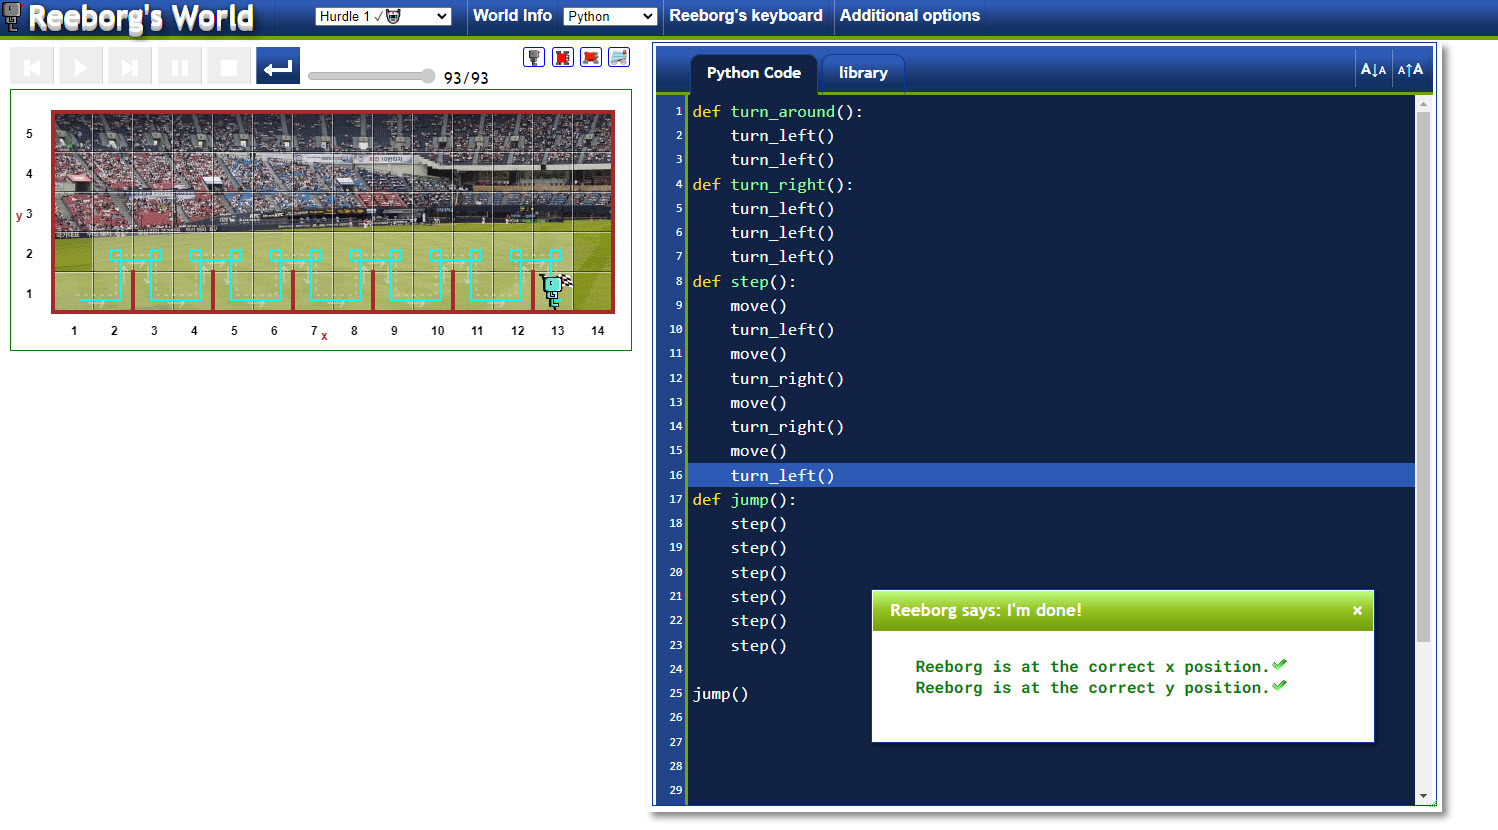 Reeborg's World
Hurdle 1 ✓
World Info
Python
Reeborg's keyboard
Additional options
93/93
5
4
y 3
2
1
1 2 3 4 5 6 7 8 9 10 11 12 13 14
x
Python Code
library
A↓A A↑A
1 def turn_around():
2 turn_left()
3 turn_left()
4 def turn_right():
5 turn_left()
6 turn_left()
7 turn_left()
8 def step():
9 move()
10 turn_left()
11 move()
12 turn_right()
13 move()
14 turn_right()
15 move()
16 turn_left()
17 def jump():
18 step()
19 step()
20 step()
21 step()
22 step()
23 step()
24
25 jump()
26
27
28
29
Reeborg says: I'm done!
×
Reeborg is at the correct x position.✓
Reeborg is at the correct y position.✓